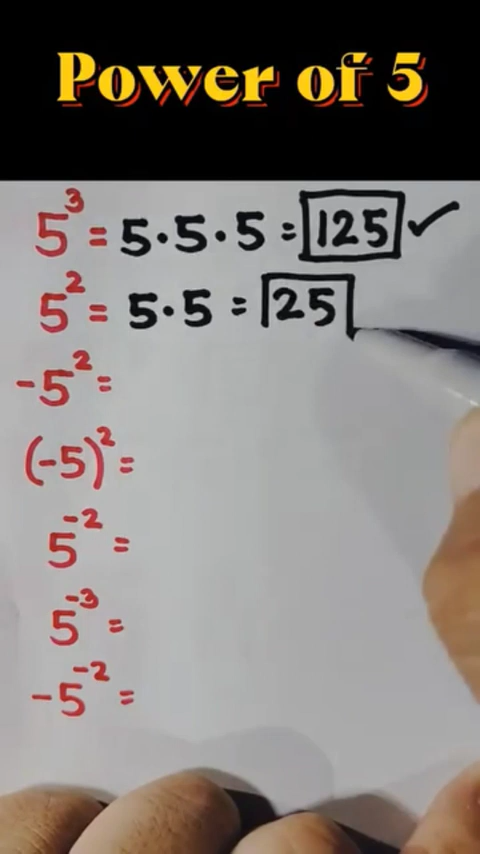 Power of 5
5³ = 5·5·5 = 125 ✓
5² = 5·5 = 25
-5² =
(-5)² =
5⁻² =
5⁻³ =
-5⁻² =